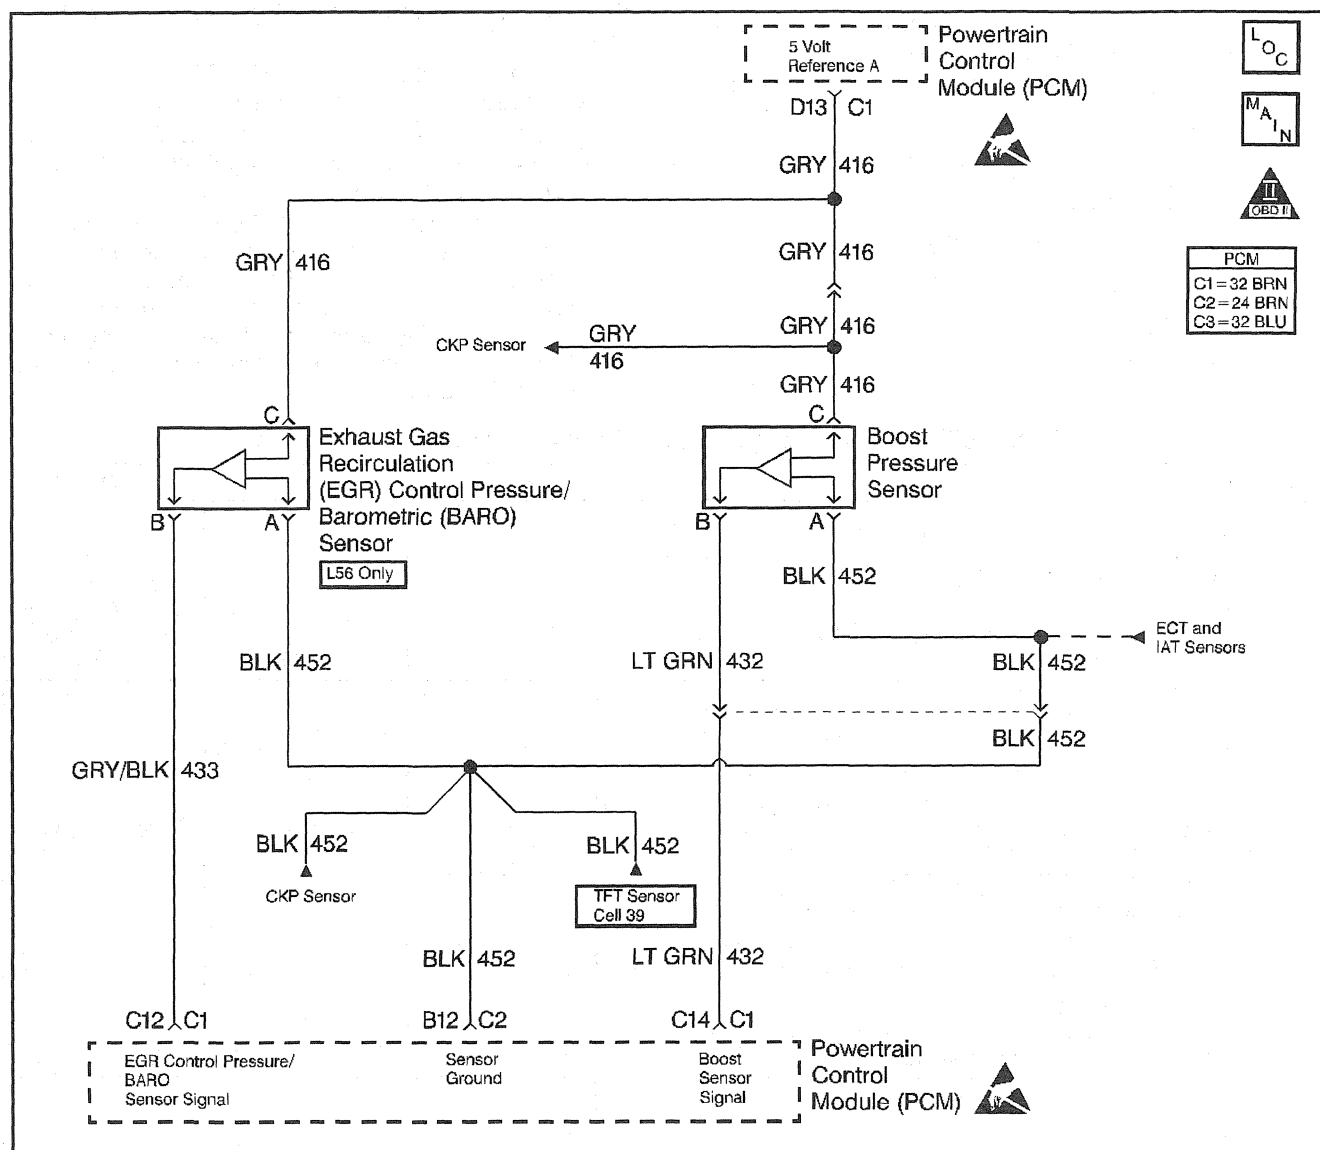 5 Volt
Reference A
Powertrain
Control
Module (PCM)
LOC
D13 C1
MAIN
GRY 416
II
OBD II
GRY 416
GRY 416
PCM
C1=32 BRN
C2=24 BRN
C3=32 BLU
GRY 416
CKP Sensor
GRY
416
GRY 416
C
Exhaust Gas
Recirculation
(EGR) Control Pressure/
Barometric (BARO)
Sensor
L56 Only
B A
C
Boost
Pressure
Sensor
B A
BLK 452
ECT and
IAT Sensors
BLK 452
LT GRN 432
BLK 452
BLK 452
GRY/BLK 433
BLK 452
CKP Sensor
BLK 452
TFT Sensor
Cell 39
BLK 452
LT GRN 432
C12 C1
B12 C2
C14 C1
EGR Control Pressure/
BARO
Sensor Signal
Sensor
Ground
Boost
Sensor
Signal
Powertrain
Control
Module (PCM)